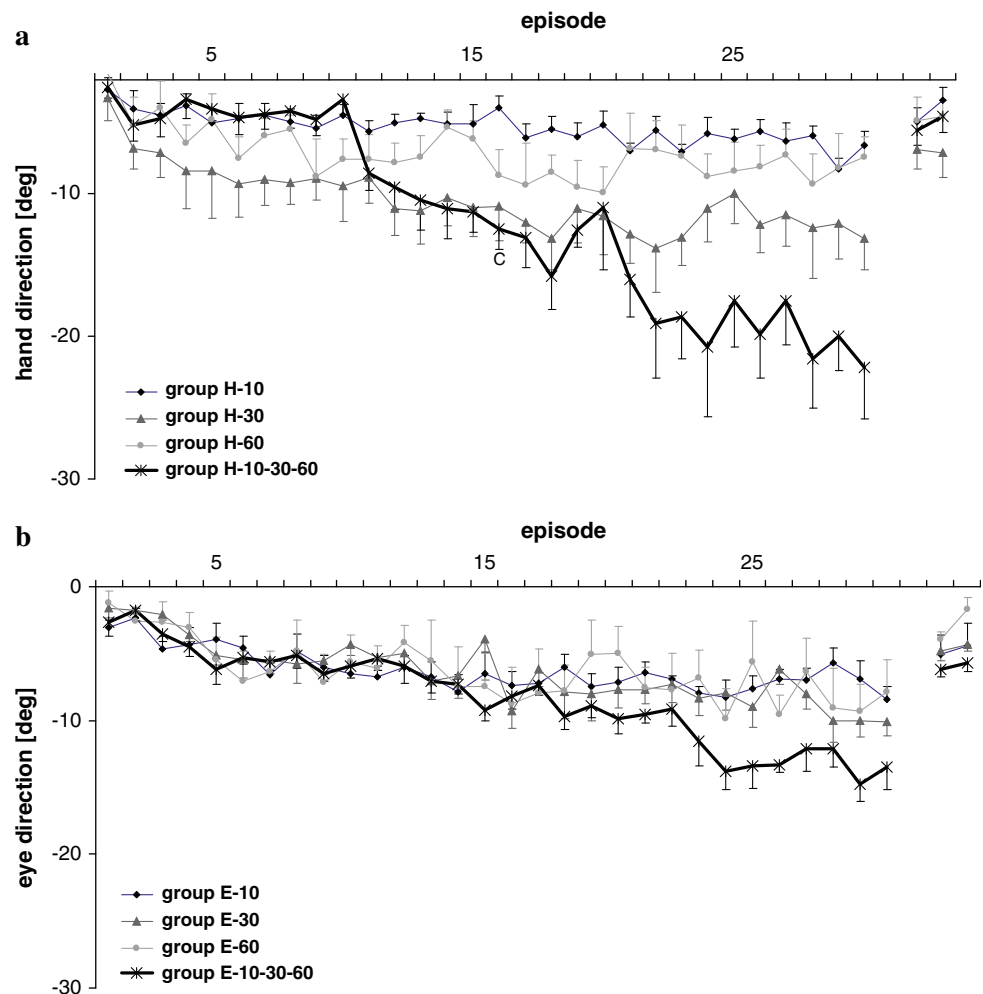 a
episode
5 15 25
-10
-20
-30
hand direction [deg]
C
group H-10
group H-30
group H-60
group H-10-30-60
b
episode
5 15 25
0
-10
-20
-30
eye direction [deg]
group E-10
group E-30
group E-60
group E-10-30-60